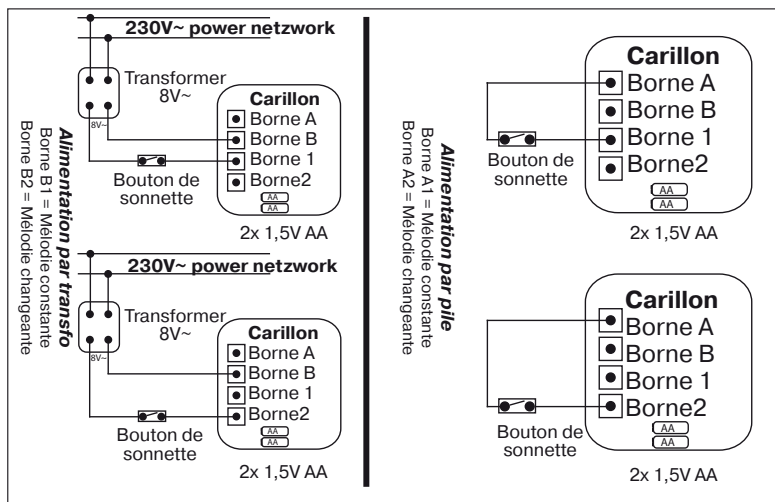 230V~ power netzwork
Transformer
8V~
8V~
Carillon
Borne A
Borne B
Borne 1
Borne2
AA
AA
Bouton de
sonnette
2x 1,5V AA
230V~ power netzwork
Transformer
8V~
8V~
Carillon
Borne A
Borne B
Borne 1
Borne2
AA
AA
Bouton de
sonnette
2x 1,5V AA
Alimentation par transfo
Borne B1 = Mélodie constante
Borne B2 = Mélodie changeante
Carillon
Borne A
Borne B
Borne 1
Borne2
AA
AA
Bouton de
sonnette
2x 1,5V AA
Carillon
Borne A
Borne B
Borne 1
Borne2
AA
AA
Bouton de
sonnette
2x 1,5V AA
Alimentation par pile
Borne A1 = Mélodie constante
Borne A2 = Mélodie changeante